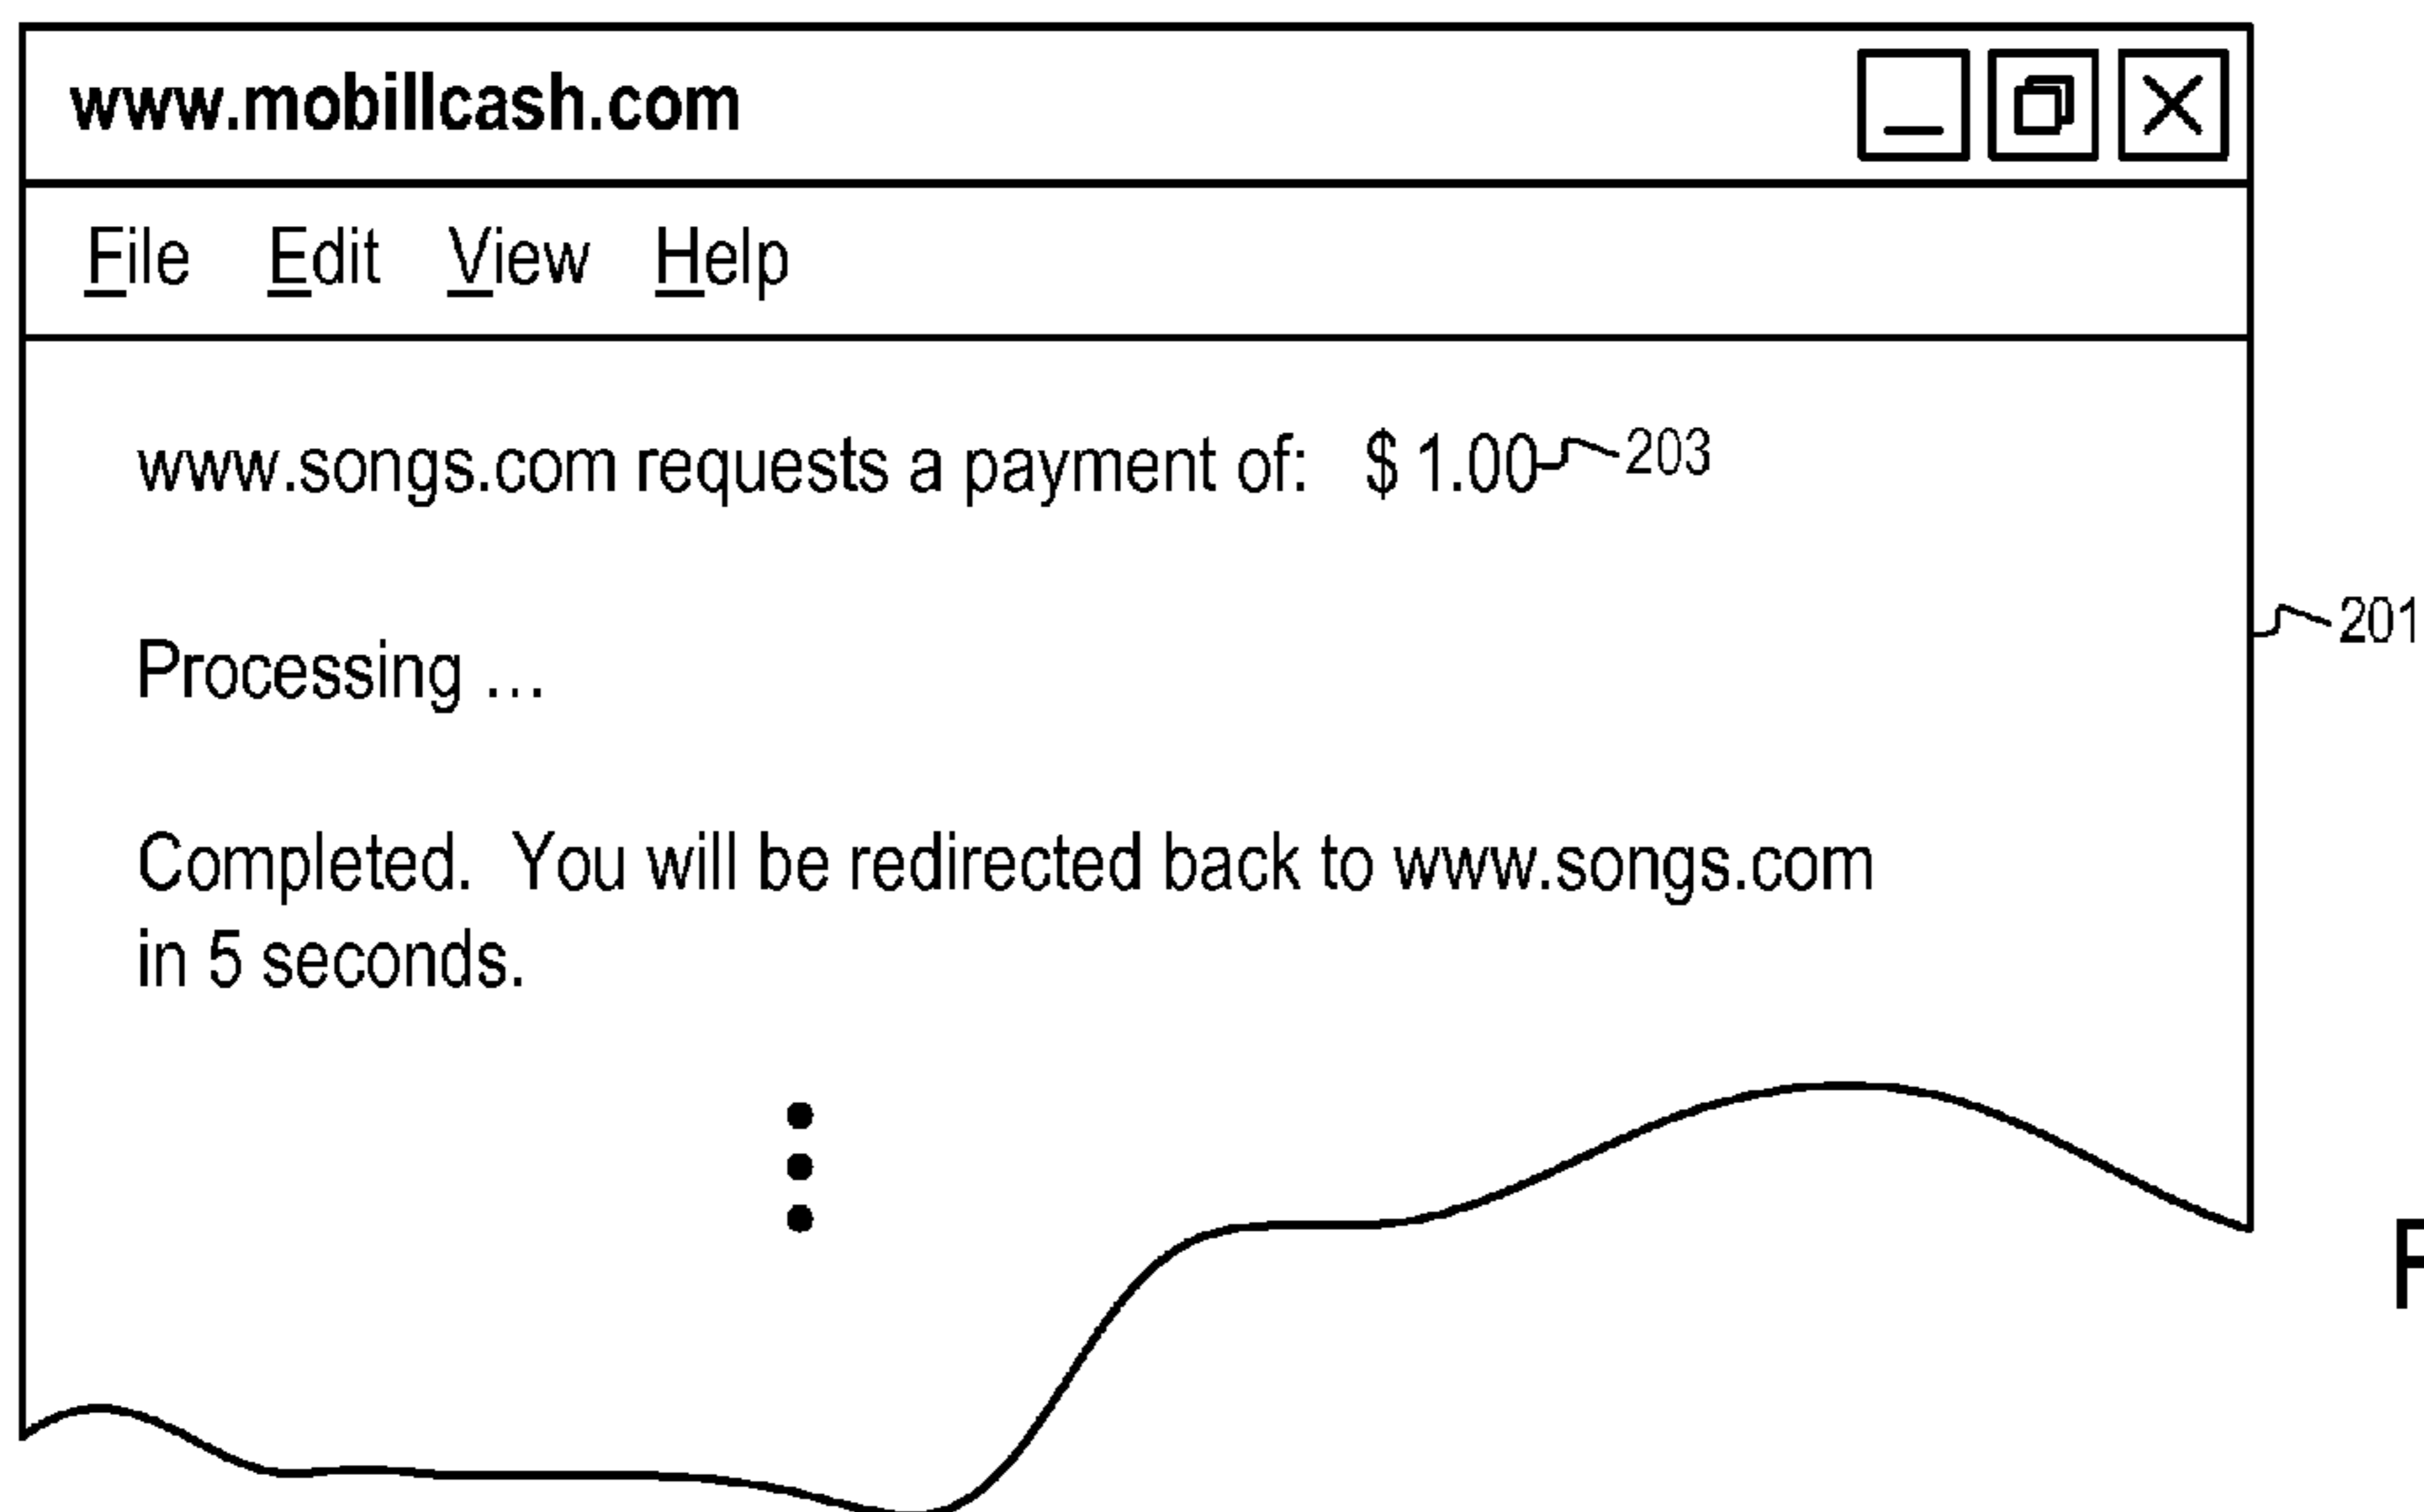 www.mobillcash.com
File Edit View Help
www.songs.com requests a payment of: $ 1.00 203
201
Processing ...
Completed. You will be redirected back to www.songs.com
in 5 seconds.